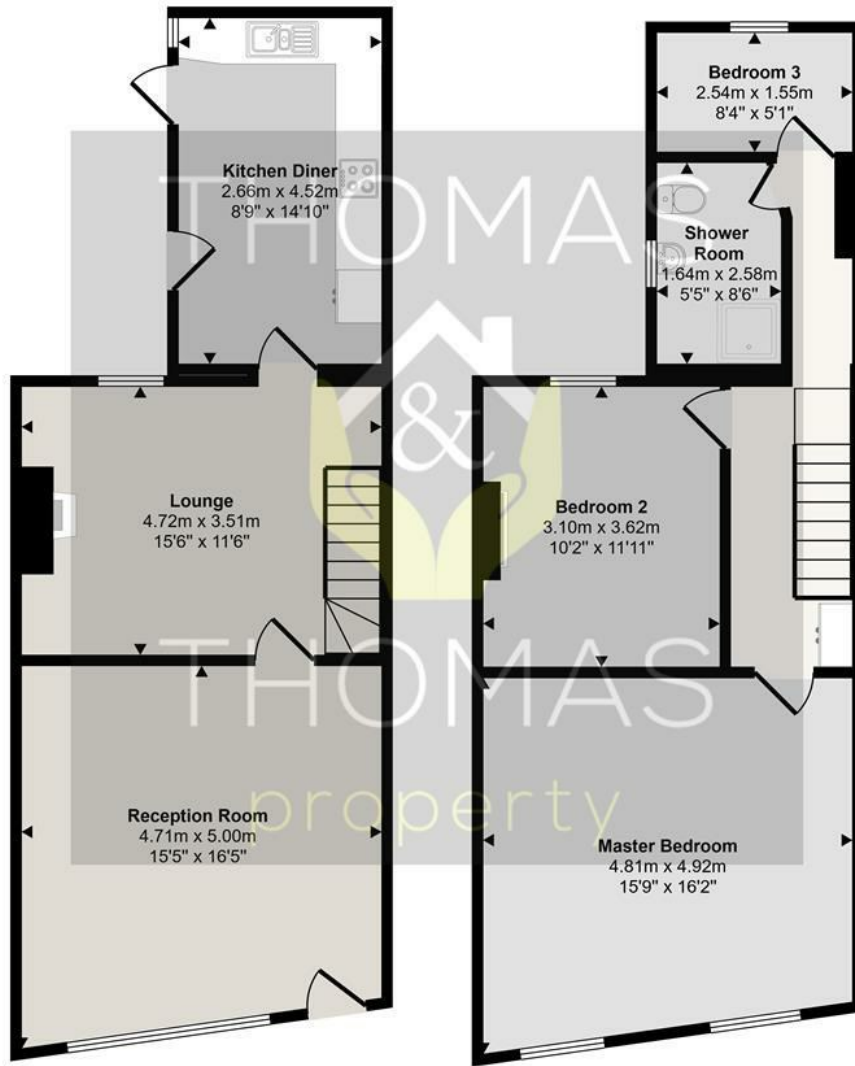 Kitchen Diner
2.66m x 4.52m
8'9" x 14'10"
Lounge
4.72m x 3.51m
15'6" x 11'6"
Reception Room
4.71m x 5.00m
15'5" x 16'5"
Bedroom 3
2.54m x 1.55m
8'4" x 5'1"
Shower
Room
1.64m x 2.58m
5'5" x 8'6"
Bedroom 2
3.10m x 3.62m
10'2" x 11'11"
Master Bedroom
4.81m x 4.92m
15'9" x 16'2"
THOMAS
&
THOMAS
property